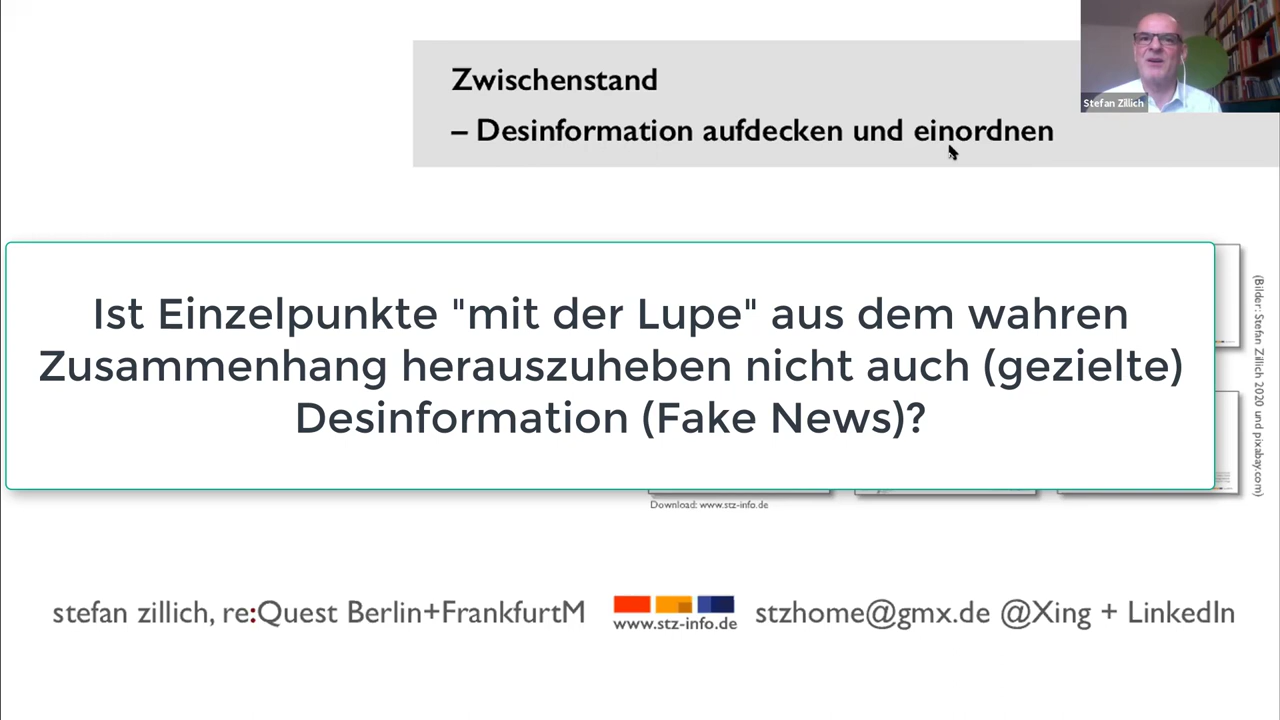 Zwischenstand
– Desinformation aufdecken und einordnen
Stefan Zillich
Ist Einzelpunkte "mit der Lupe" aus dem wahren
Zusammenhang herauszuheben nicht auch (gezielte)
Desinformation (Fake News)?
(Bilder: Stefan Zillich 2020 und pixabay.com)
Download: www.stz-info.de
stefan zillich, re:Quest Berlin+FrankfurtM
www.stz-info.de
stzhome@gmx.de @Xing + LinkedIn